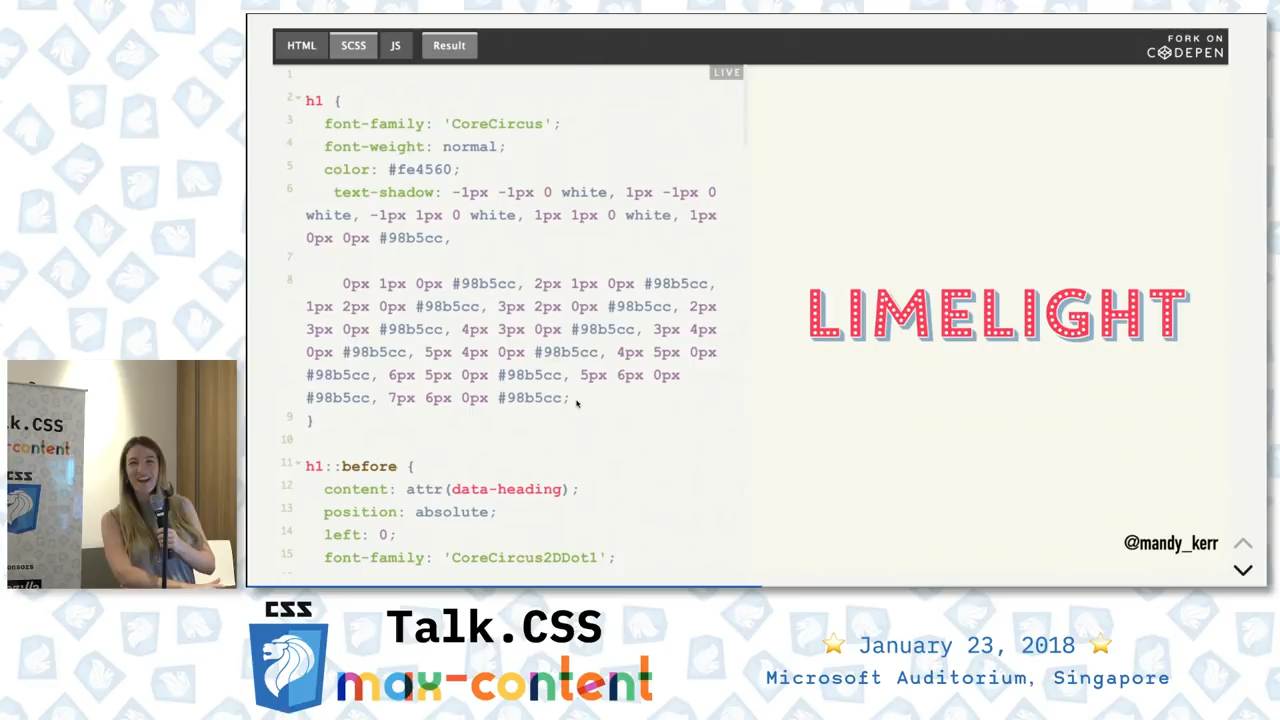 HTML SCSS JS Result
FORK ON
CODEPEN
LIVE
1
2 h1 {
3 font-family: 'CoreCircus';
4 font-weight: normal;
5 color: #fe4560;
6 text-shadow: -1px -1px 0 white, 1px -1px 0
white, -1px 1px 0 white, 1px 1px 0 white, 1px
0px 0px #98b5cc,
7
8 0px 1px 0px #98b5cc, 2px 1px 0px #98b5cc,
1px 2px 0px #98b5cc, 3px 2px 0px #98b5cc, 2px
3px 0px #98b5cc, 4px 3px 0px #98b5cc, 3px 4px
0px #98b5cc, 5px 4px 0px #98b5cc, 4px 5px 0px
#98b5cc, 6px 5px 0px #98b5cc, 5px 6px 0px
#98b5cc, 7px 6px 0px #98b5cc;
9 }
10
11 h1::before {
12 content: attr(data-heading);
13 position: absolute;
14 left: 0;
15 font-family: 'CoreCircus2DDot1';
LIMELIGHT
@mandy_kerr
lk.CSS
x-content
CSS
CSS
Talk.CSS
max-content
January 23, 2018
Microsoft Auditorium, Singapore